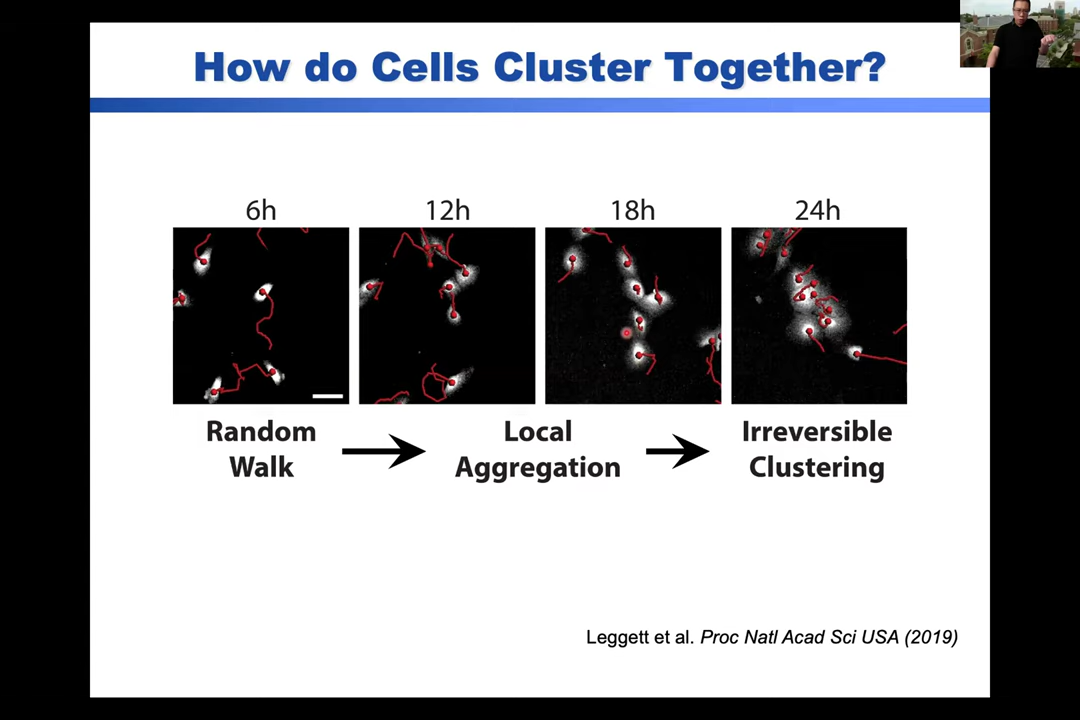 How do Cells Cluster Together?
6h 12h 18h 24h
Random Walk
Local Aggregation
Irreversible Clustering
Leggett et al. Proc Natl Acad Sci USA (2019)